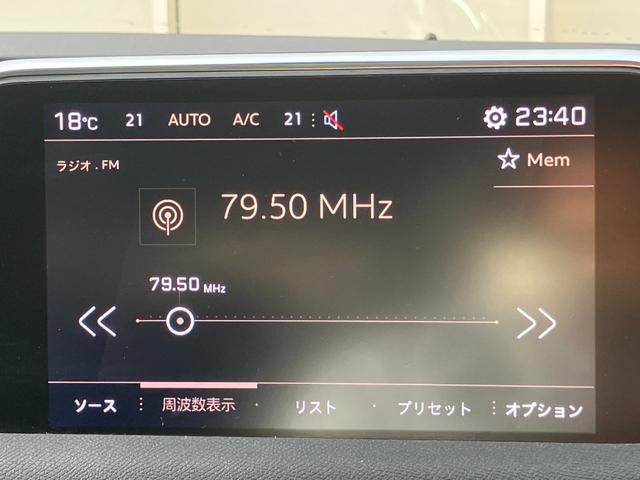 18°C 21 AUTO A/C 21 23:40
ラジオ . FM
Mem
79.50 MHz
79.50 MHz
ソース
周波数表示
リスト
プリセット
オプション